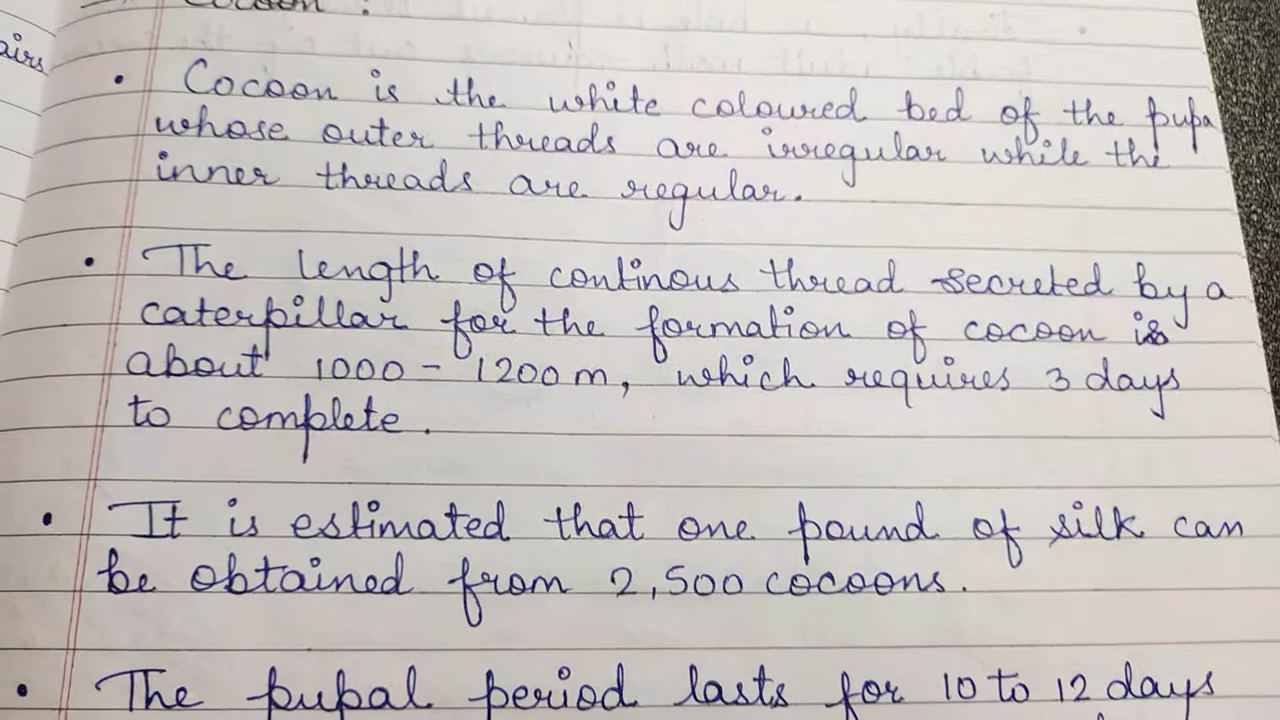 Cocoon :
airs
• Cocoon is the white coloured bed of the pupa
whose outer threads are irregular while the
inner threads are regular.
• The length of continous thread secreted by a
caterpillar for the formation of cocoon is
about 1000 - 1200 m, which requires 3 days
to complete.
• It is estimated that one pound of silk can
be obtained from 2,500 cocoons.
• The pupal period lasts for 10 to 12 days